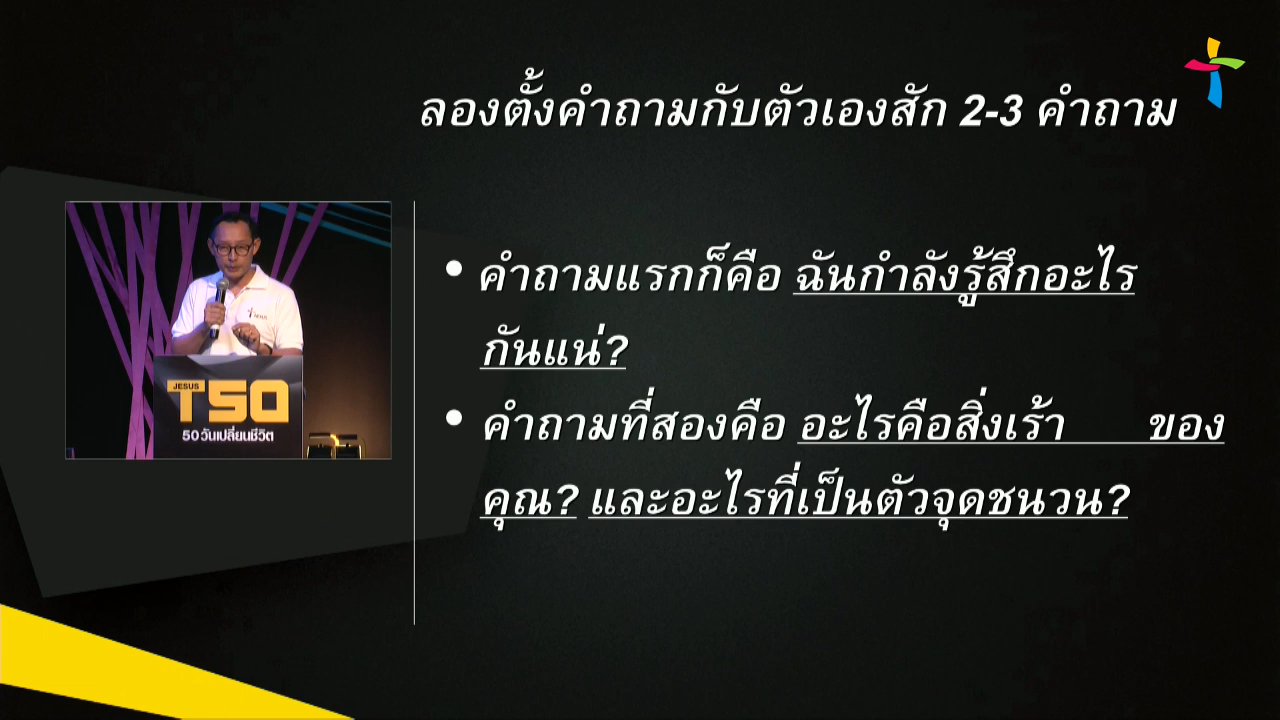 ลองตั้งคำถามกับตัวเองสัก 2-3 คำถาม
คำถามแรกก็คือ ฉันกำลังรู้สึกอะไร
กันแน่?
คำถามที่สองคือ อะไรคือสิ่งเร้า ของ
คุณ? และอะไรที่เป็นตัวจุดชนวน?
JESUS
T50
50 วันเปลี่ยนชีวิต